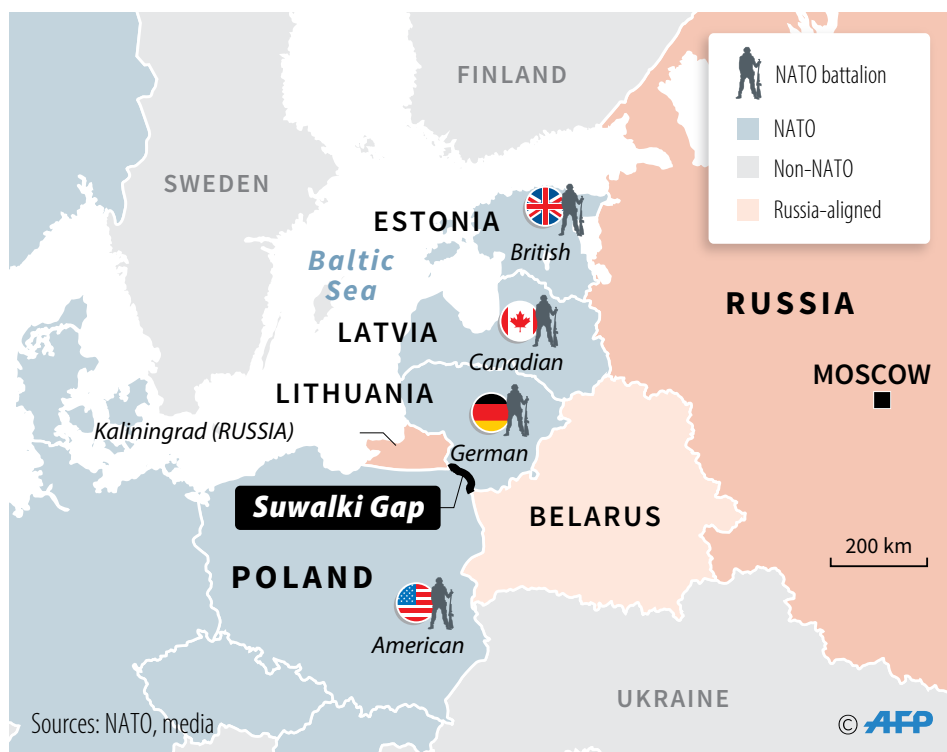 FINLAND
NATO battalion
NATO
Non-NATO
Russia-aligned
SWEDEN
ESTONIA
British
Baltic
Sea
RUSSIA
LATVIA
Canadian
MOSCOW
LITHUANIA
Kaliningrad (RUSSIA)
German
Suwalki Gap
BELARUS
200 km
POLAND
American
UKRAINE
Sources: NATO, media
© AFP